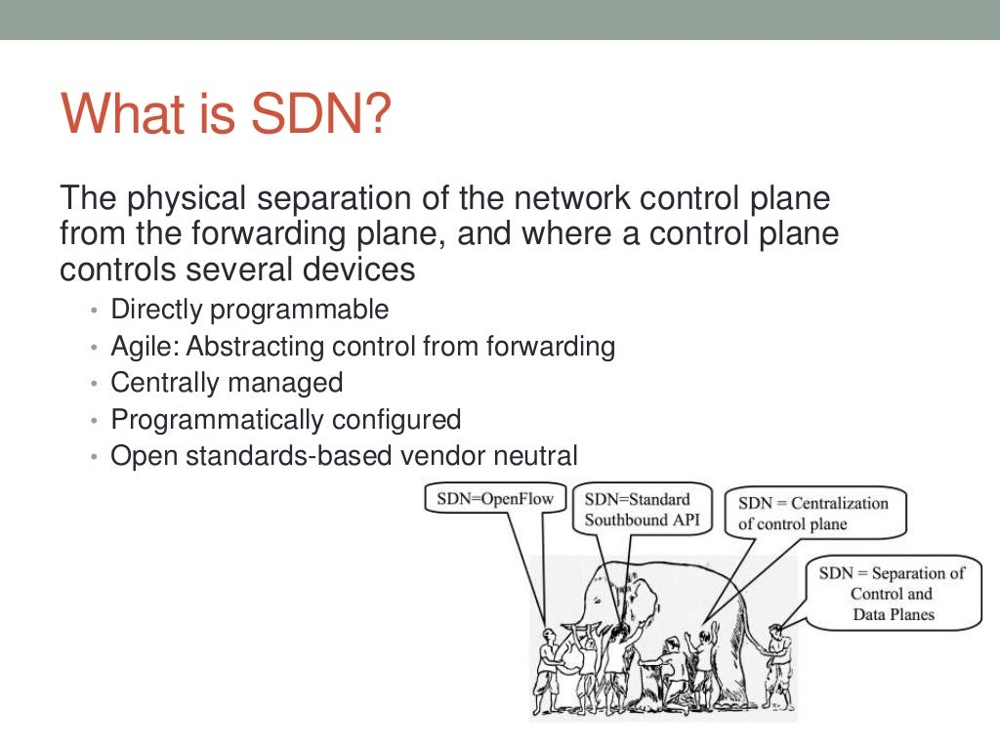 What is SDN?
The physical separation of the network control plane
from the forwarding plane, and where a control plane
controls several devices
• Directly programmable
• Agile: Abstracting control from forwarding
• Centrally managed
• Programmatically configured
• Open standards-based vendor neutral
SDN=OpenFlow
SDN=Standard
Southbound API
SDN = Centralization
of control plane
SDN = Separation of
Control and
Data Planes